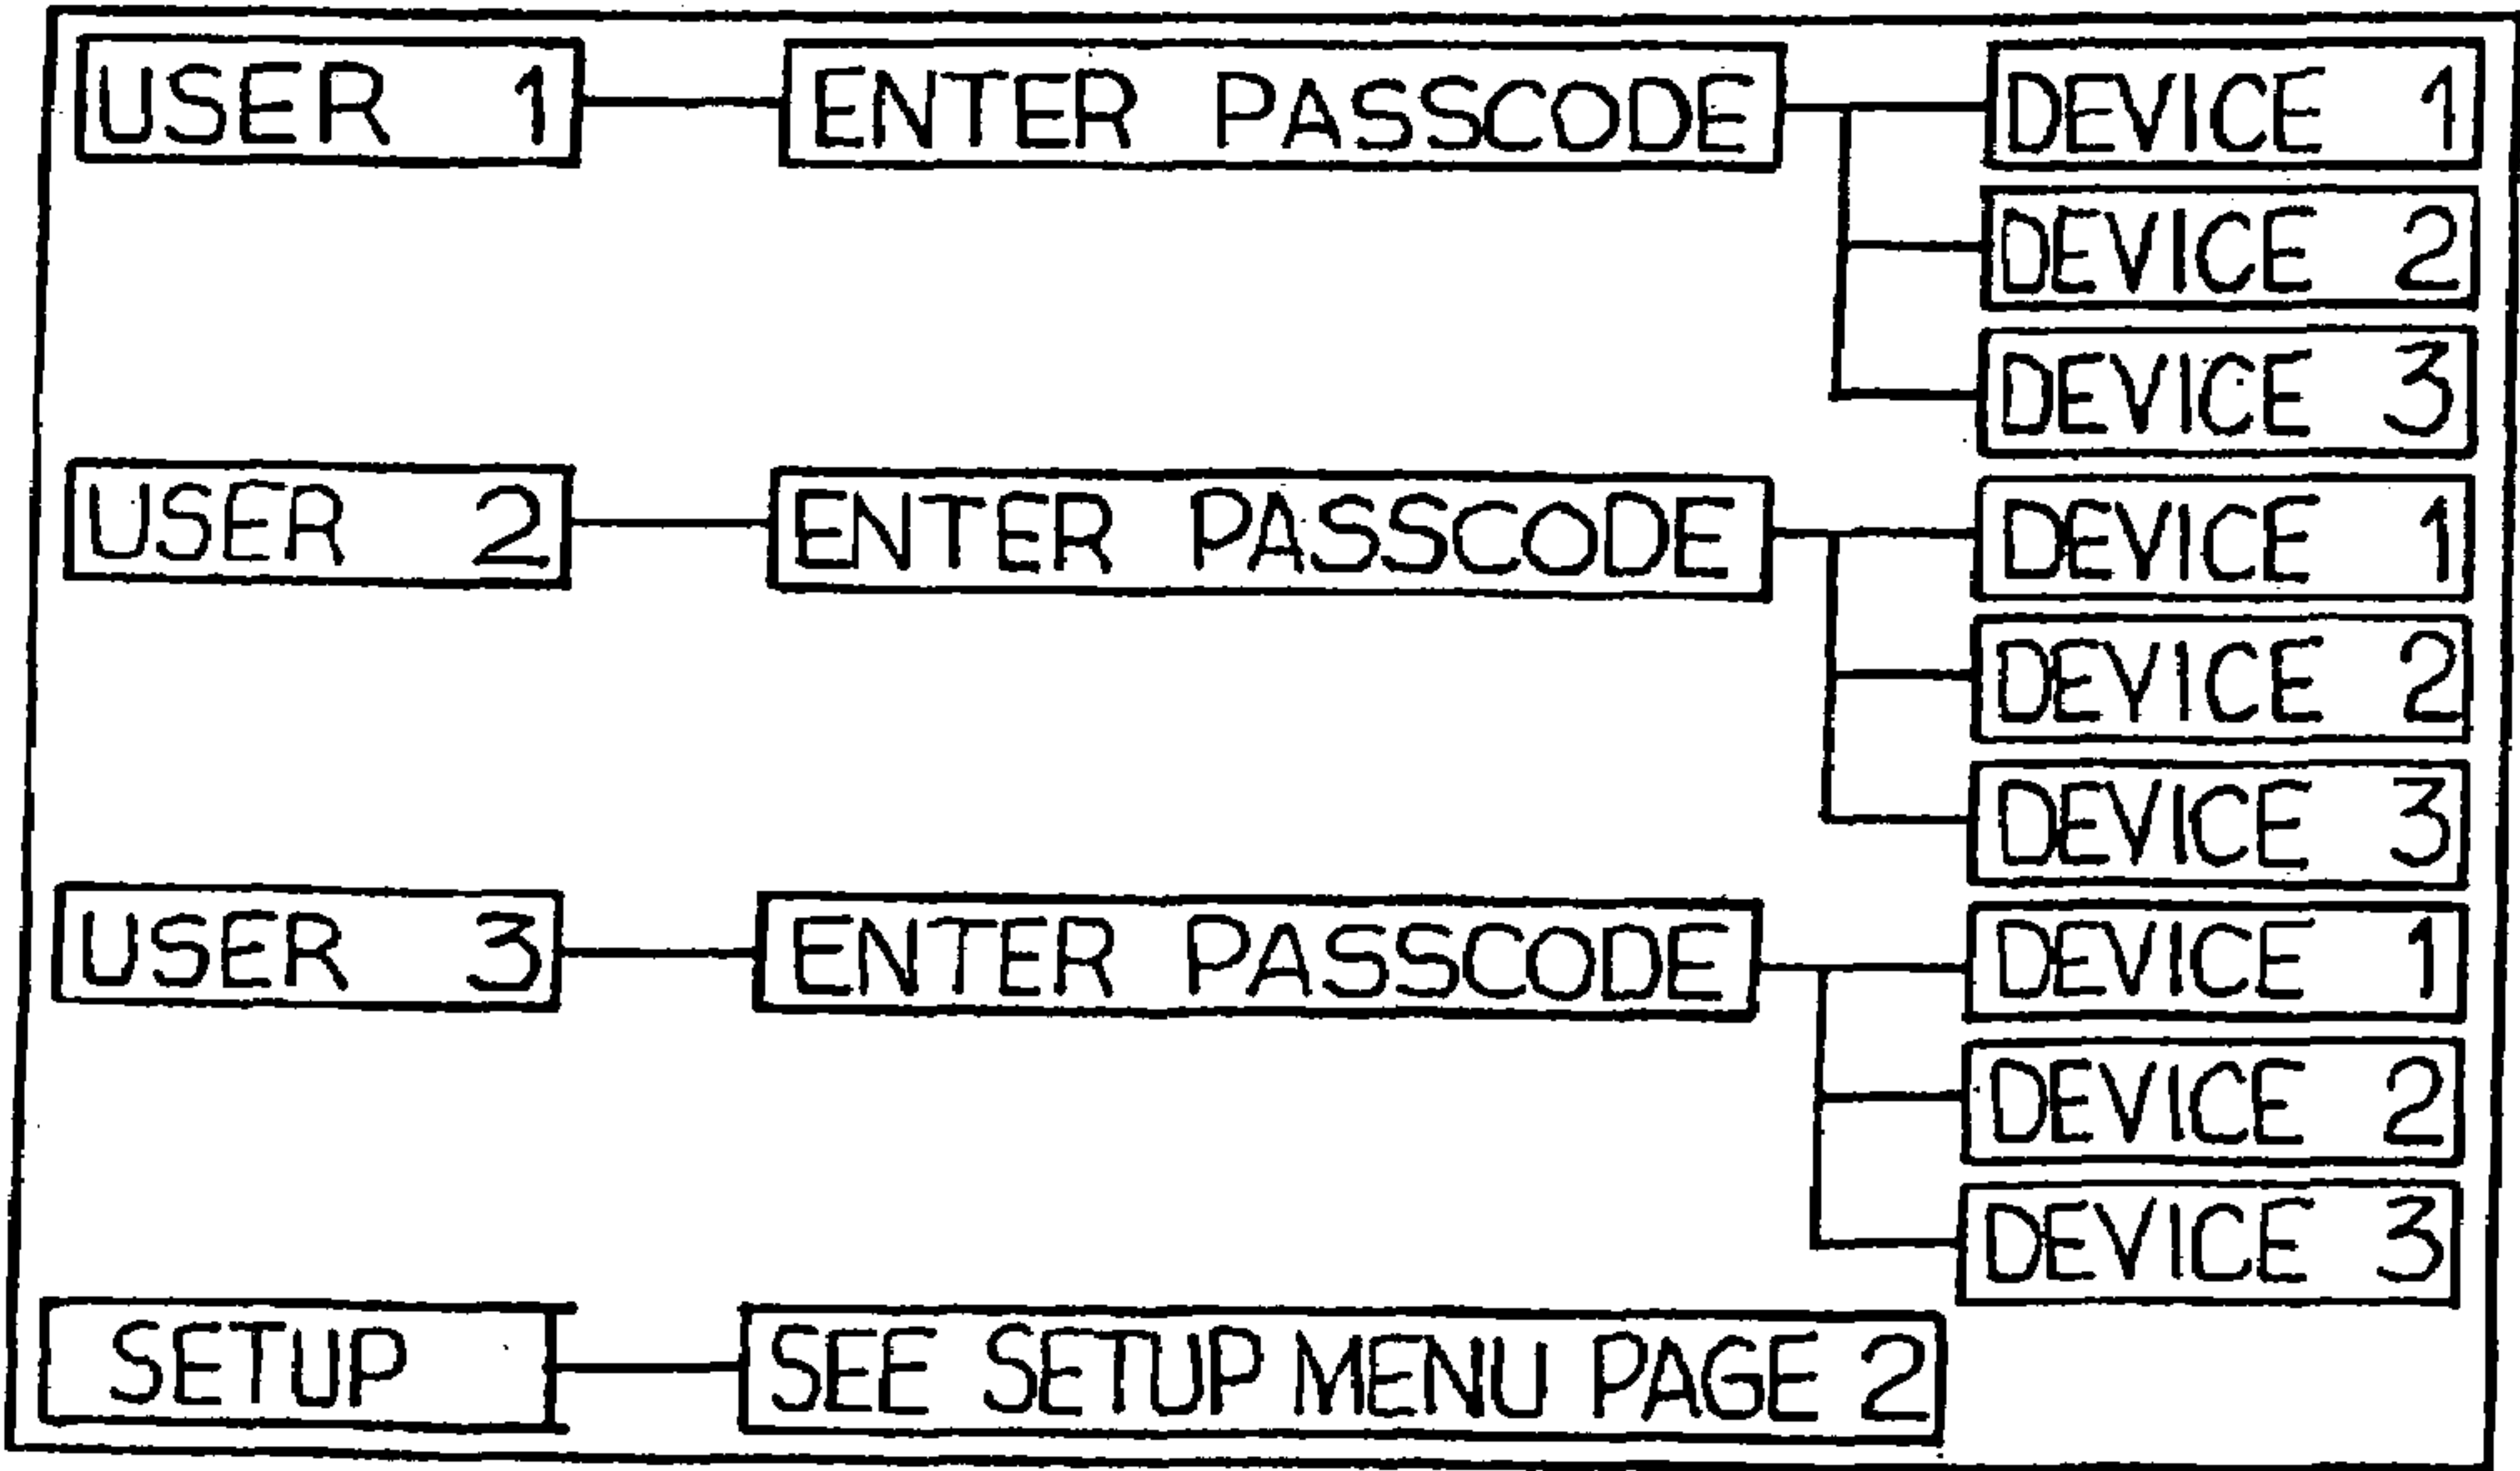 USER 1 ENTER PASSCODE DEVICE 1
DEVICE 2
DEVICE 3
USER 2 ENTER PASSCODE DEVICE 1
DEVICE 2
DEVICE 3
USER 3 ENTER PASSCODE DEVICE 1
DEVICE 2
DEVICE 3
SETUP SEE SETUP MENU PAGE 2